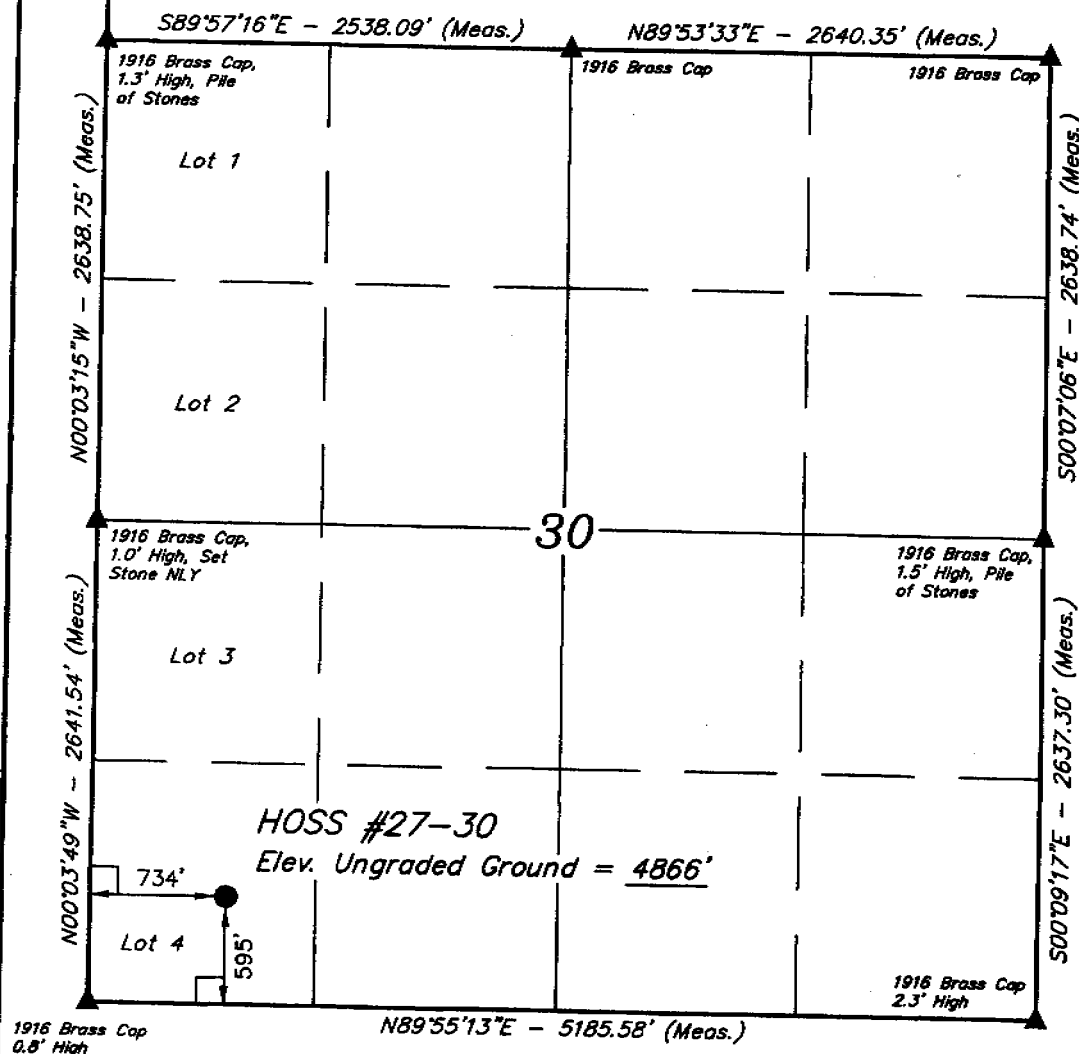 S89°57'16"E - 2538.09' (Meas.)
N89°53'33"E - 2640.35' (Meas.)
1916 Brass Cap,
1.3' High, Pile
of Stones
1916 Brass Cap
1916 Brass Cap
N00°03'15"W - 2638.75' (Meas.)
S00°07'06"E - 2638.74' (Meas.)
Lot 1
Lot 2
30
1916 Brass Cap,
1.0' High, Set
Stone NLY
1916 Brass Cap,
1.5' High, Pile
of Stones
Lot 3
N00°03'49"W - 2641.54' (Meas.)
S00°09'17"E - 2637.30' (Meas.)
HOSS #27-30
Elev. Ungraded Ground = 4866'
734'
Lot 4
595'
1916 Brass Cap
2.3' High
1916 Brass Cap
0.8' High
N89°55'13"E - 5185.58' (Meas.)